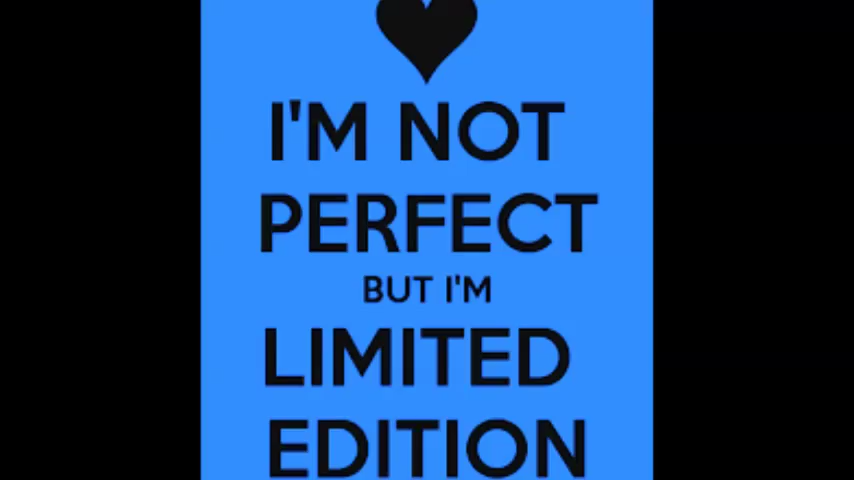 I'M NOT
PERFECT
BUT I'M
LIMITED
EDITION